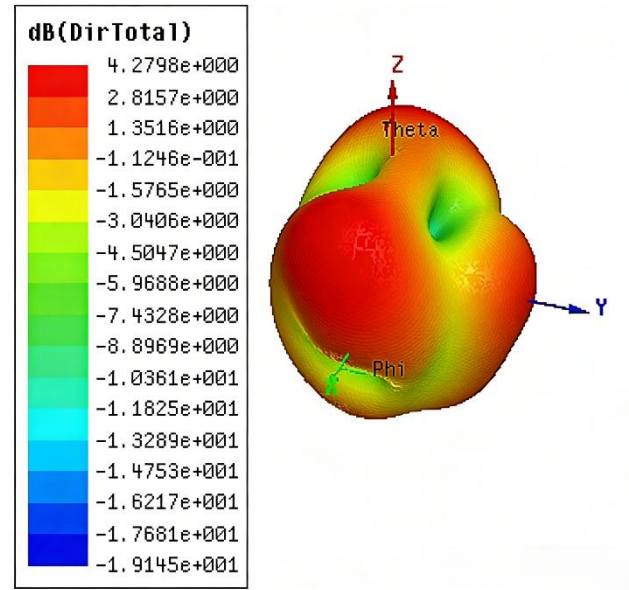 dB(DirTotal)
4.2798e+000
2.8157e+000
1.3516e+000
-1.1246e-001
-1.5765e+000
-3.0406e+000
-4.5047e+000
-5.9688e+000
-7.4328e+000
-8.8969e+000
-1.0361e+001
-1.1825e+001
-1.3289e+001
-1.4753e+001
-1.6217e+001
-1.7681e+001
-1.9145e+001
Z
Theta
Y
Phi
X